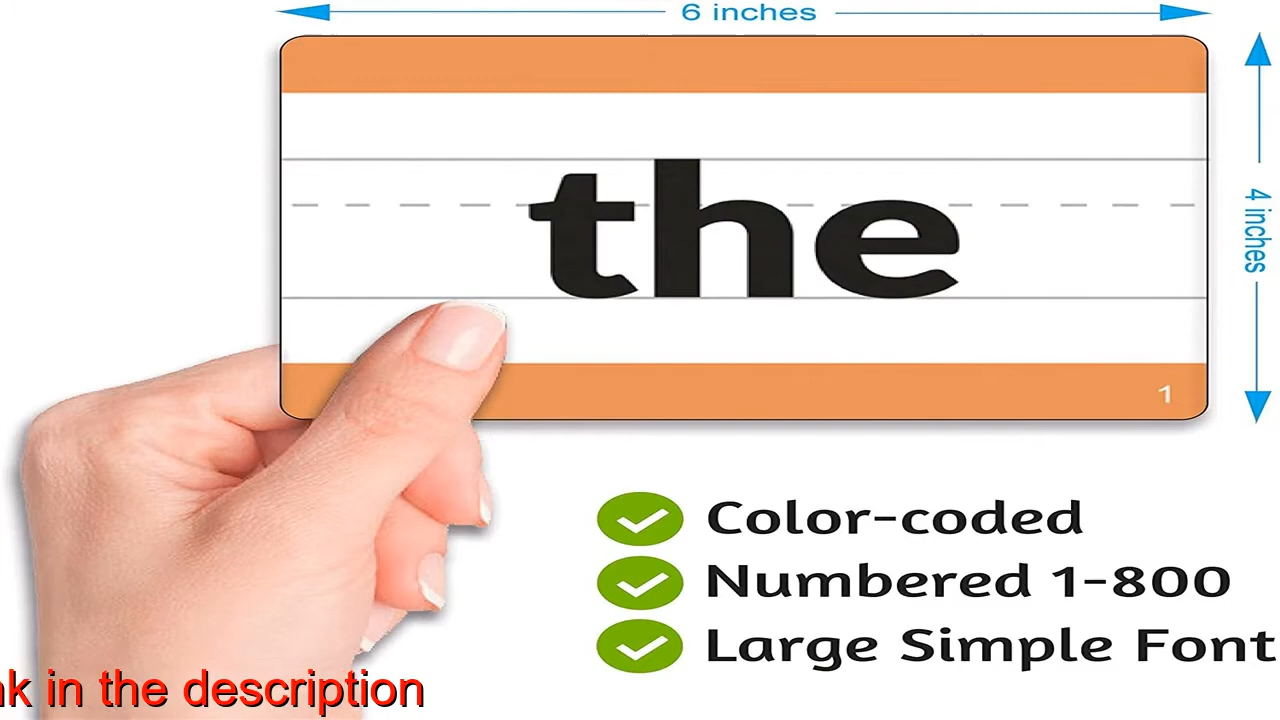 6 inches
4 inches
the
1
Color-coded
Numbered 1-800
Large Simple Font
in the description